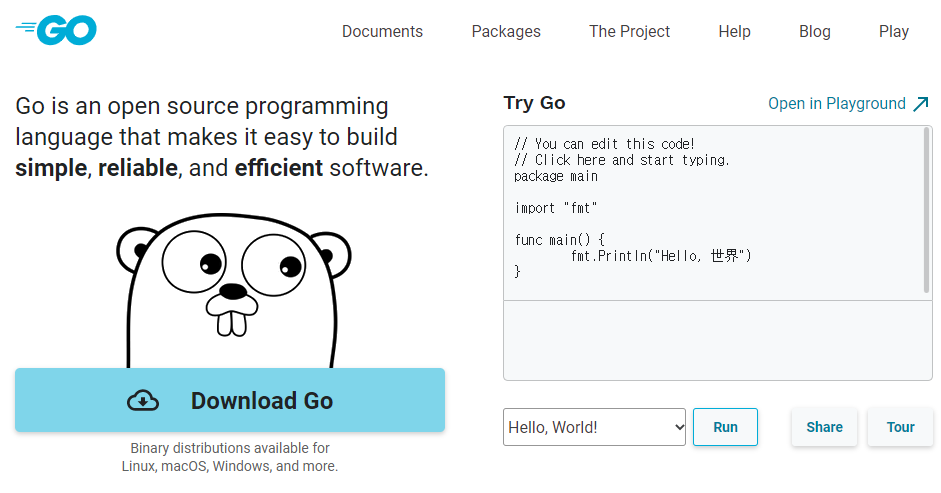 GO
Documents
Packages
The Project
Help
Blog
Play
Go is an open source programming
language that makes it easy to build
simple, reliable, and efficient software.
Download Go
Binary distributions available for
Linux, macOS, Windows, and more.
Try Go
Open in Playground
// You can edit this code!
// Click here and start typing.
package main
import "fmt"
func main() {
fmt.Println("Hello, 世界")
}
Hello, World!
Run
Share
Tour